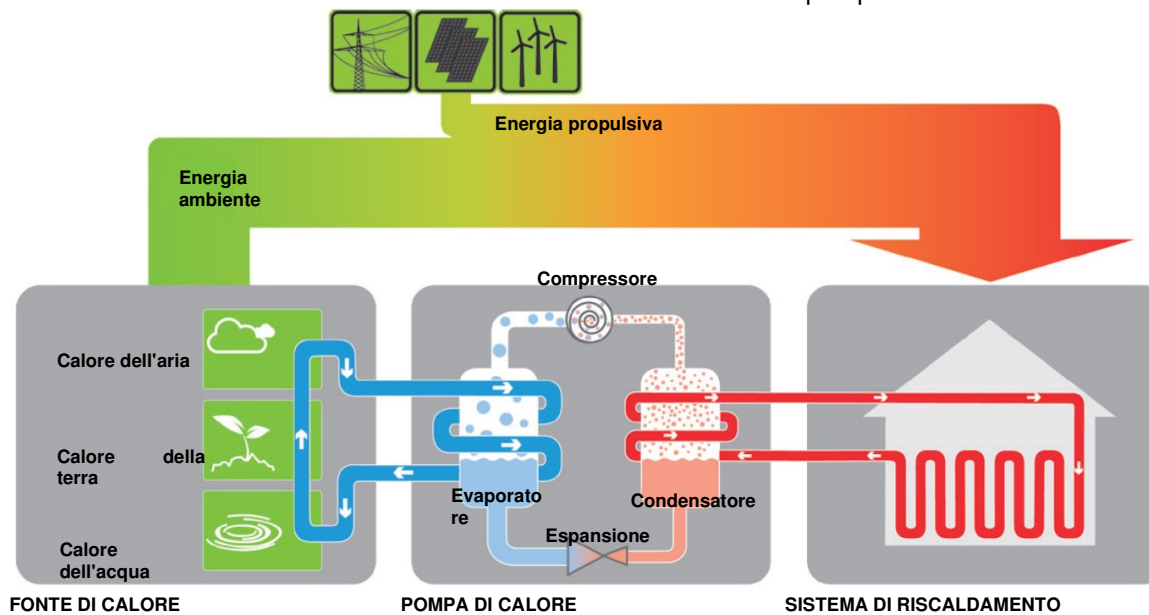 Energia propulsiva
Energia
ambiente
Compressore
Calore dell'aria
Calore della
terra
Calore
dell'acqua
Evaporato
re
Condensatore
Espansione
FONTE DI CALORE
POMPA DI CALORE
SISTEMA DI RISCALDAMENTO